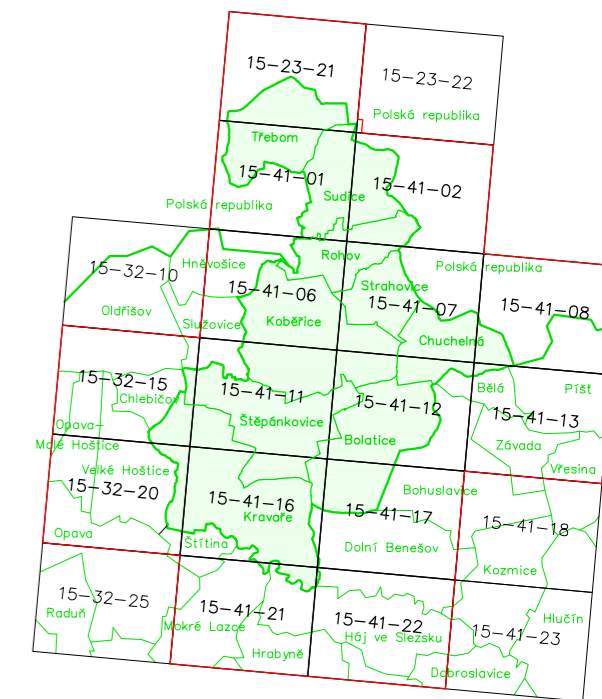 15-23-21
15-23-22
Polská republika
Třebom
15-41-01
15-41-02
Sudice
Polská republika
Rohov
Hněvošice
Polská republika
15-32-10
15-41-06
Strahovice
15-41-07
15-41-08
Oldřišov
Služovice
Kobeřice
Chuchelná
15-32-15
Chlebičov
15-41-11
15-41-12
Bělá
Píšť
15-41-13
Opava-
Malé Hoštice
Štěpánkovice
Bolatice
Závada
Velké Hoštice
Vřesina
15-32-20
15-41-16
Bohuslavice
Kravaře
15-41-17
15-41-18
Opava
Štítina
Dolní Benešov
Kozmice
15-32-25
Raduň
15-41-21
Mokré Lazce
15-41-22
Háj ve Slezsku
Hlučín
15-41-23
Hrabyně
Dobroslavice